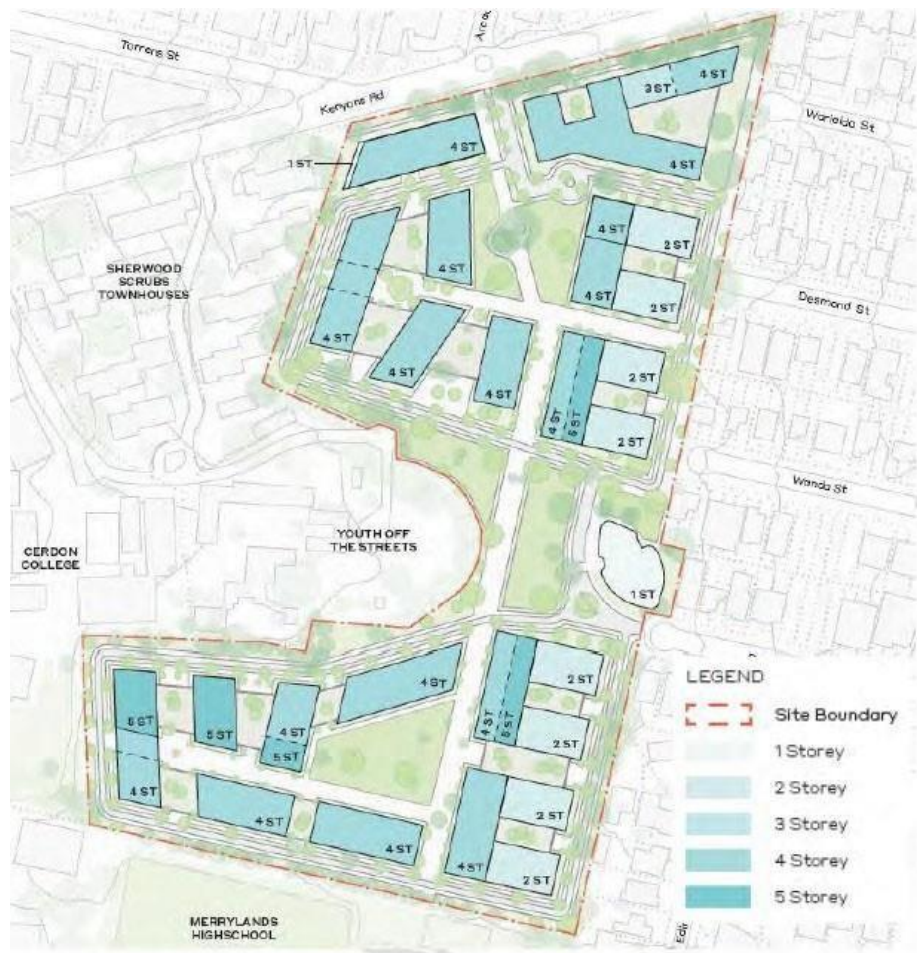 Torrens St
Kenyons Rd
4 ST
3 ST
Warialda St
4 ST
1 ST
4 ST
4 ST
2 ST
4 ST
SHERWOOD
SCRUBS
TOWNHOUSES
4 ST
2 ST
Desmond St
4 ST
4 ST
4 ST
2 ST
4 ST
5 ST
2 ST
Wanda St
YOUTH OFF
THE STREETS
CERDON
COLLEGE
1 ST
4 ST
2 ST
4 ST
5 ST
5 ST
5 ST
4 ST
5 ST
2 ST
4 ST
4 ST
4 ST
2 ST
4 ST
2 ST
MERRYLANDS
HIGHSCHOOL
LEGEND
Site Boundary
1 Storey
2 Storey
3 Storey
4 Storey
5 Storey